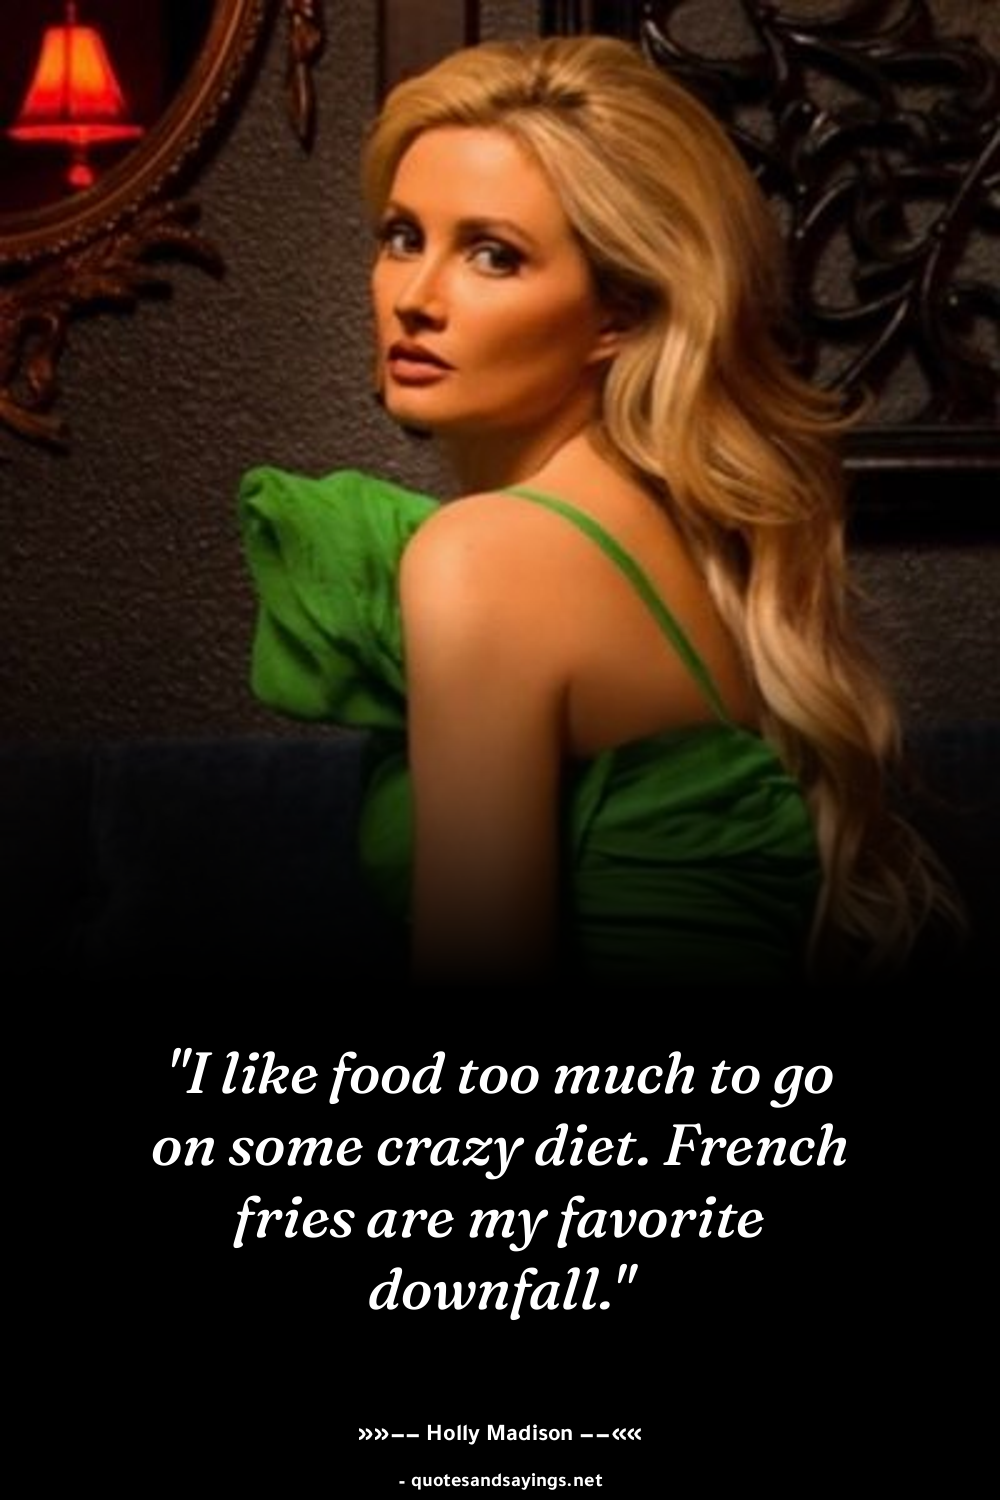 "I like food too much to go
on some crazy diet. French
fries are my favorite
downfall."
»»−− Holly Madison −−««
- quotesandsayings.net